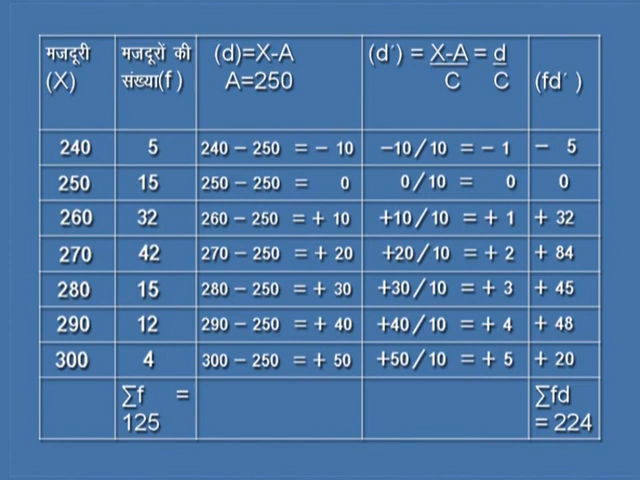 मजदूरी (X) मजदूरों की संख्या(f) (d)=X-A A=250 (d′) = X-A = d C C (fd′ )
240 5 240 – 250 = – 10 –10/10 = – 1 – 5
250 15 250 – 250 = 0 0/10 = 0 0
260 32 260 – 250 = + 10 +10/10 = + 1 + 32
270 42 270 – 250 = + 20 +20/10 = + 2 + 84
280 15 280 – 250 = + 30 +30/10 = + 3 + 45
290 12 290 – 250 = + 40 +40/10 = + 4 + 48
300 4 300 – 250 = + 50 +50/10 = + 5 + 20
∑f = 125 ∑fd = 224